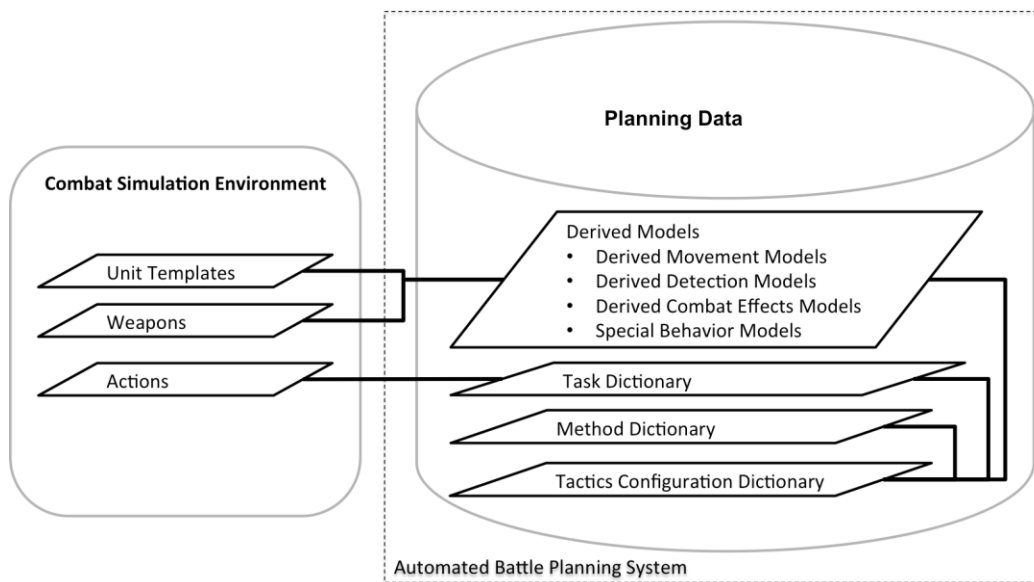 Planning Data
Combat Simulation Environment
Unit Templates
Weapons
Actions
Derived Models
• Derived Movement Models
• Derived Detection Models
• Derived Combat Effects Models
• Special Behavior Models
Task Dictionary
Method Dictionary
Tactics Configuration Dictionary
Automated Battle Planning System